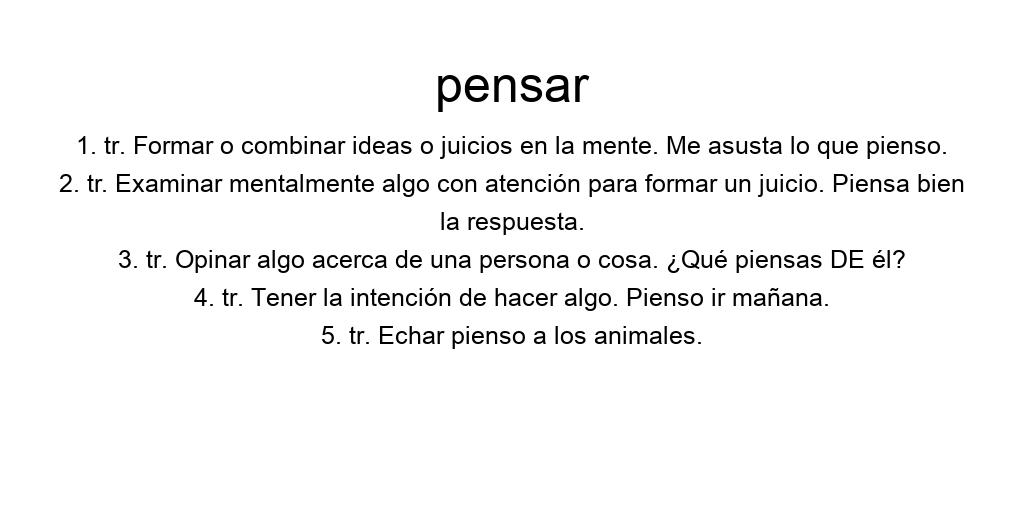 pensar
1. tr. Formar o combinar ideas o juicios en la mente. Me asusta lo que pienso.
2. tr. Examinar mentalmente algo con atención para formar un juicio. Piensa bien
la respuesta.
3. tr. Opinar algo acerca de una persona o cosa. ¿Qué piensas DE él?
4. tr. Tener la intención de hacer algo. Pienso ir mañana.
5. tr. Echar pienso a los animales.